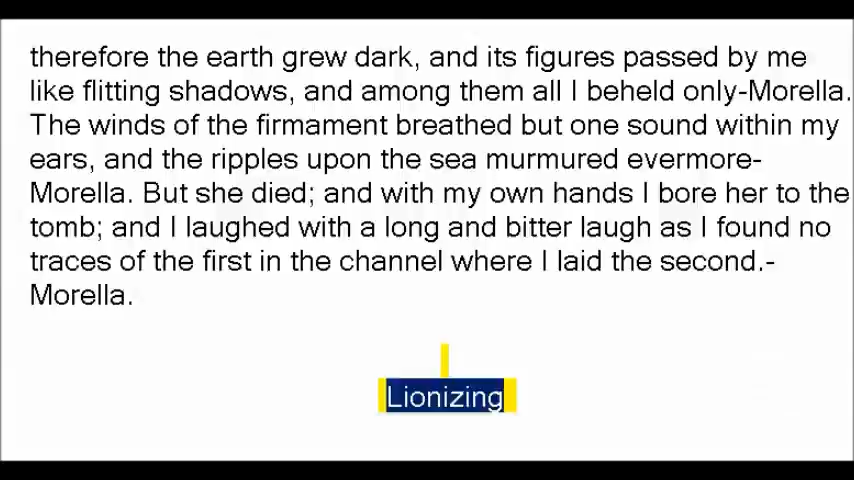 therefore the earth grew dark, and its figures passed by me
like flitting shadows, and among them all I beheld only-Morella.
The winds of the firmament breathed but one sound within my
ears, and the ripples upon the sea murmured evermore-
Morella. But she died; and with my own hands I bore her to the
tomb; and I laughed with a long and bitter laugh as I found no
traces of the first in the channel where I laid the second.-
Morella.
Lionizing